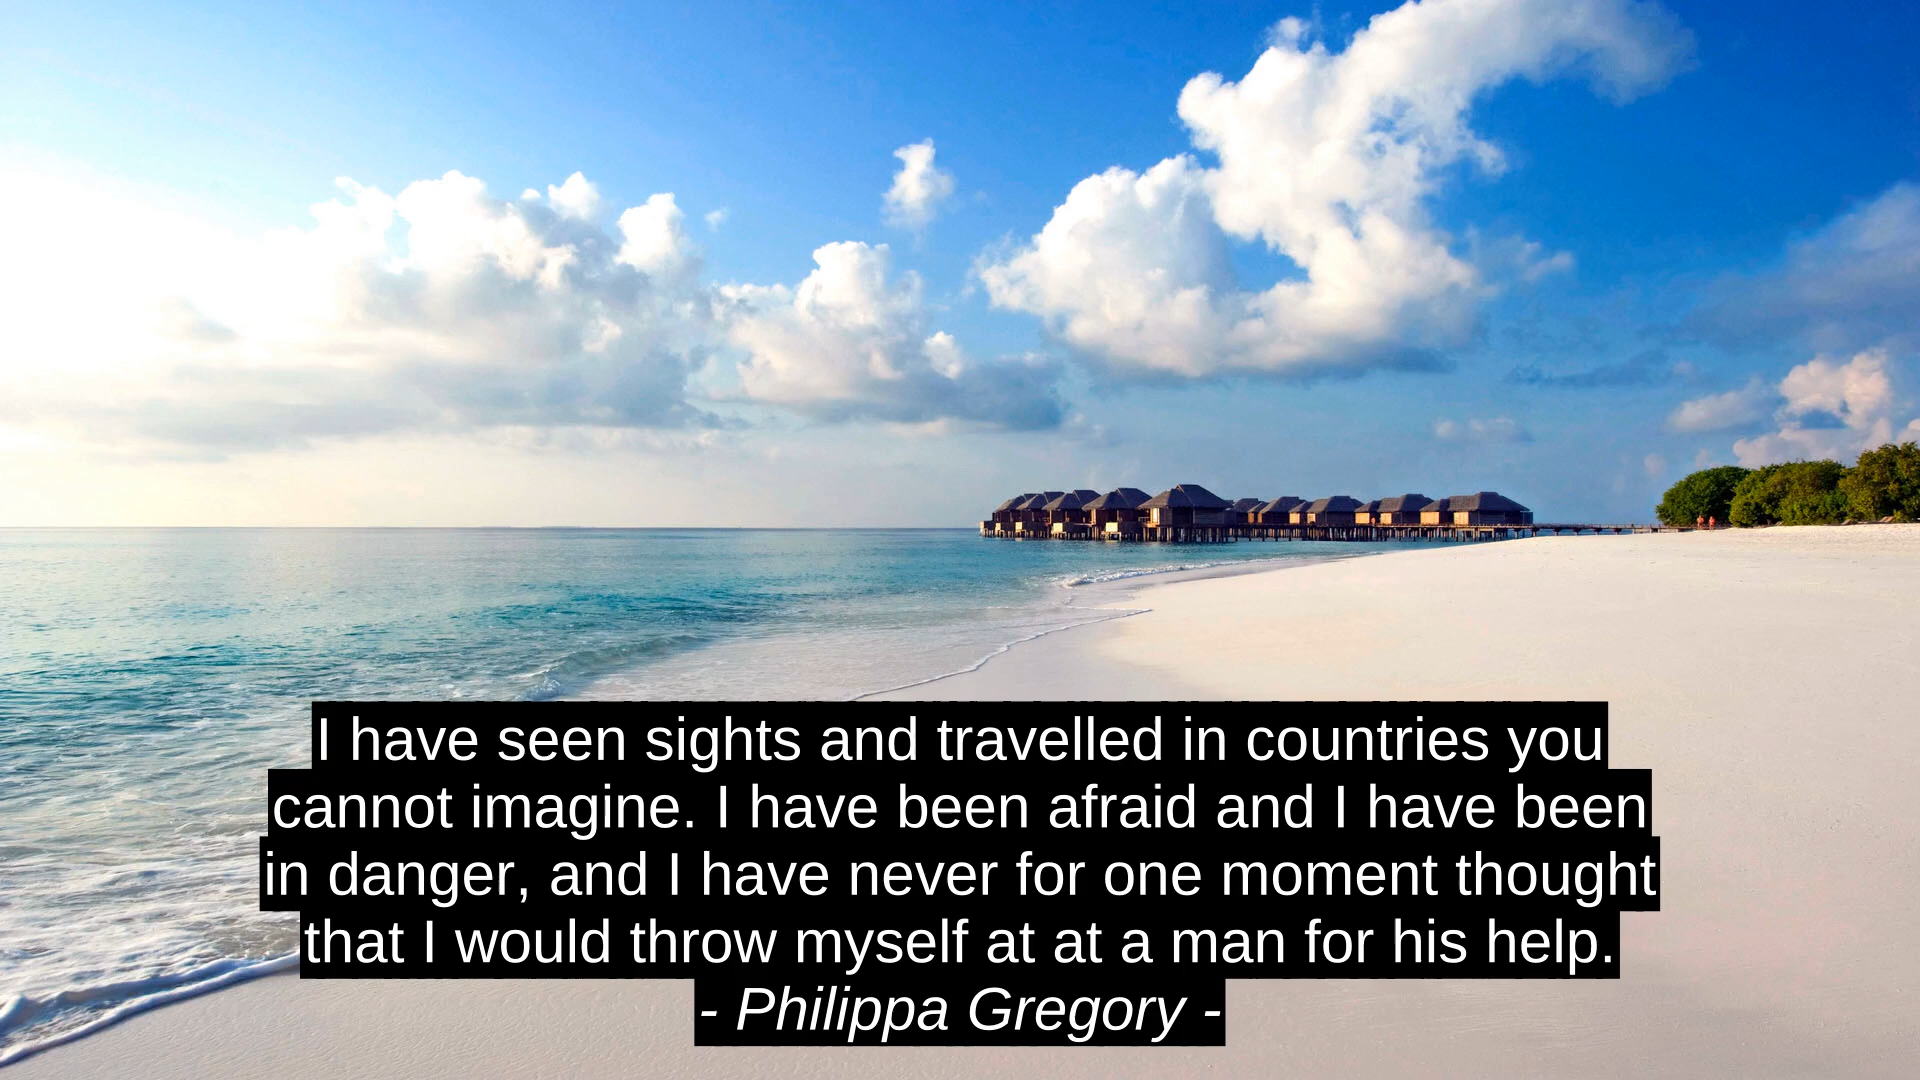 I have seen sights and travelled in countries you
cannot imagine. I have been afraid and I have been
in danger, and I have never for one moment thought
that I would throw myself at at a man for his help.
- Philippa Gregory -